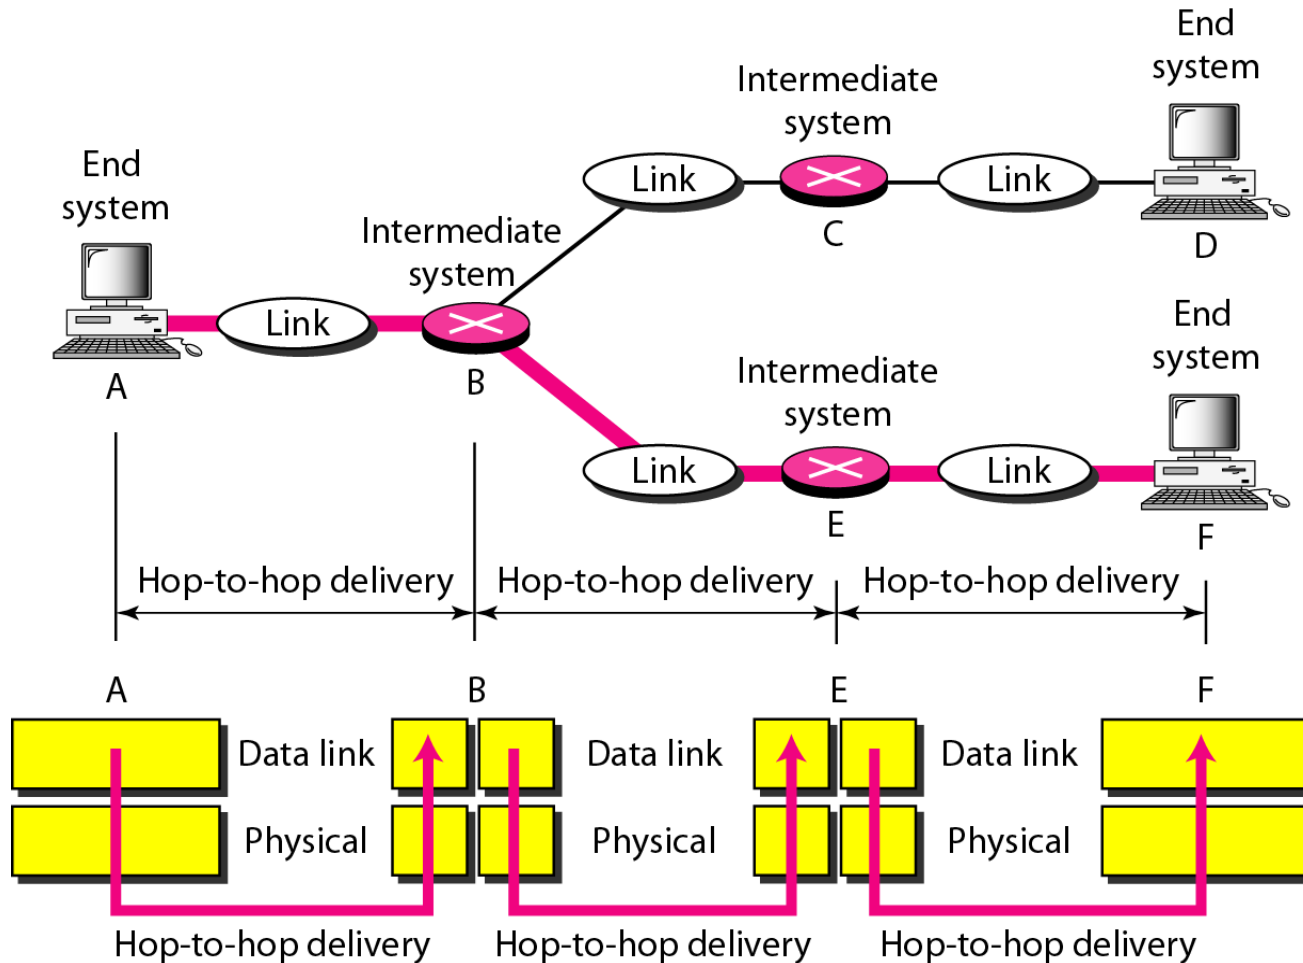 End
system
Intermediate
system
Link
Link
C
D
End
system
Intermediate
system
Link
A
B
End
system
Intermediate
system
Link
Link
E
F
Hop-to-hop delivery
Hop-to-hop delivery
Hop-to-hop delivery
A
B
E
F
Data link
Data link
Data link
Physical
Physical
Physical
Hop-to-hop delivery
Hop-to-hop delivery
Hop-to-hop delivery